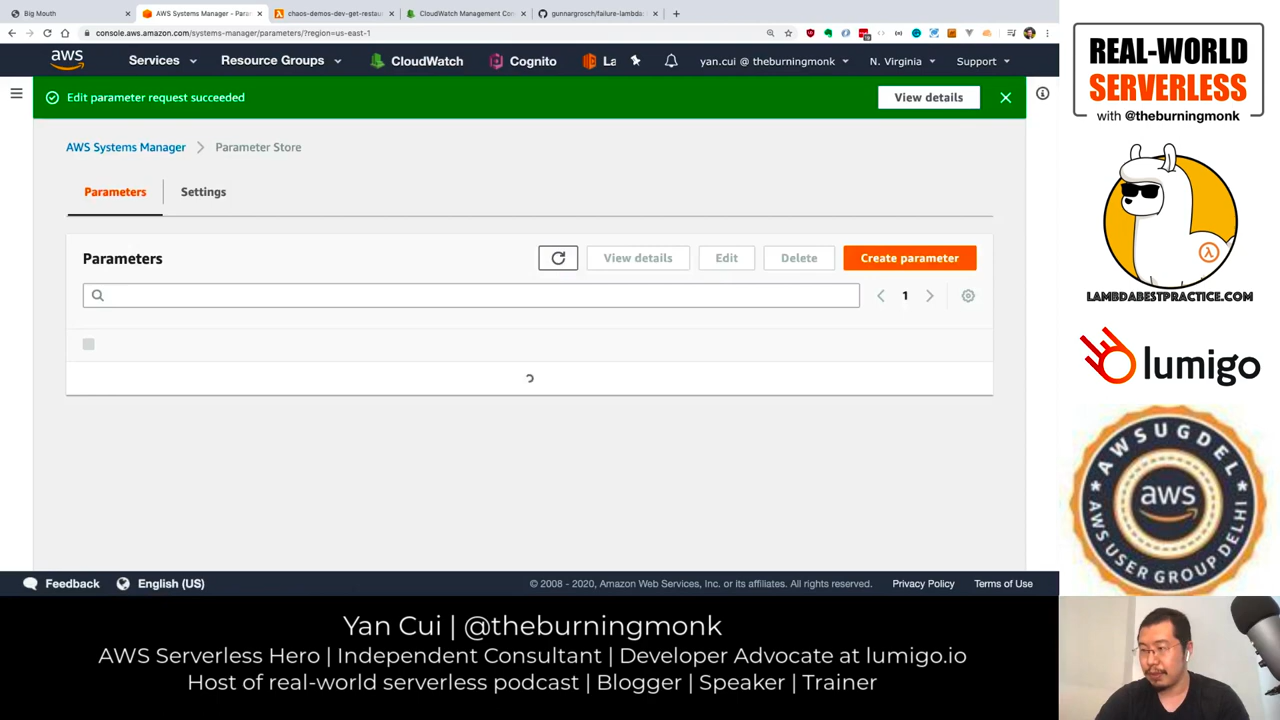 Big Mouth
AWS Systems Manager - Para
chaos-demos-dev-get-restau
CloudWatch Management Con
gunnargrosch/failure-lambda:
console.aws.amazon.com/systems-manager/parameters/?region=us-east-1
aws
Services
Resource Groups
CloudWatch
Cognito
La
yan.cui @ theburningmonk
N. Virginia
Support
Edit parameter request succeeded
View details
AWS Systems Manager
Parameter Store
Parameters
Settings
Parameters
View details
Edit
Delete
Create parameter
1
Feedback
English (US)
© 2008 - 2020, Amazon Web Services, Inc. or its affiliates. All rights reserved.
Privacy Policy
Terms of Use
REAL-WORLD
SERVERLESS
with @theburningmonk
λ
LAMBDABESTPRACTICE.COM
lumigo
AWSUGDEL
aws
AWS USER GROUP DELHI
Yan Cui | @theburningmonk
AWS Serverless Hero | Independent Consultant | Developer Advocate at lumigo.io
Host of real-world serverless podcast | Blogger | Speaker | Trainer